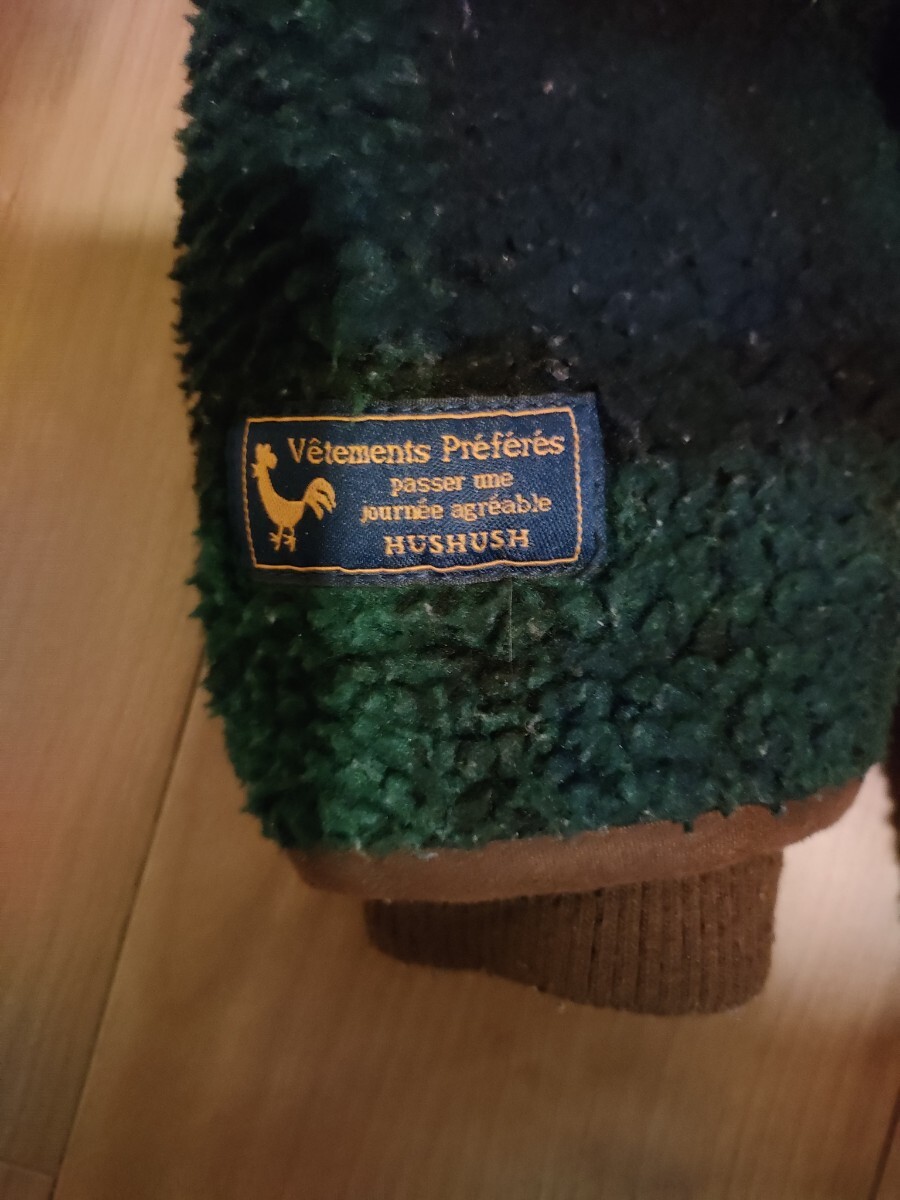 Vêtements Préférés
passer une
journée agréable
HUSHUSH